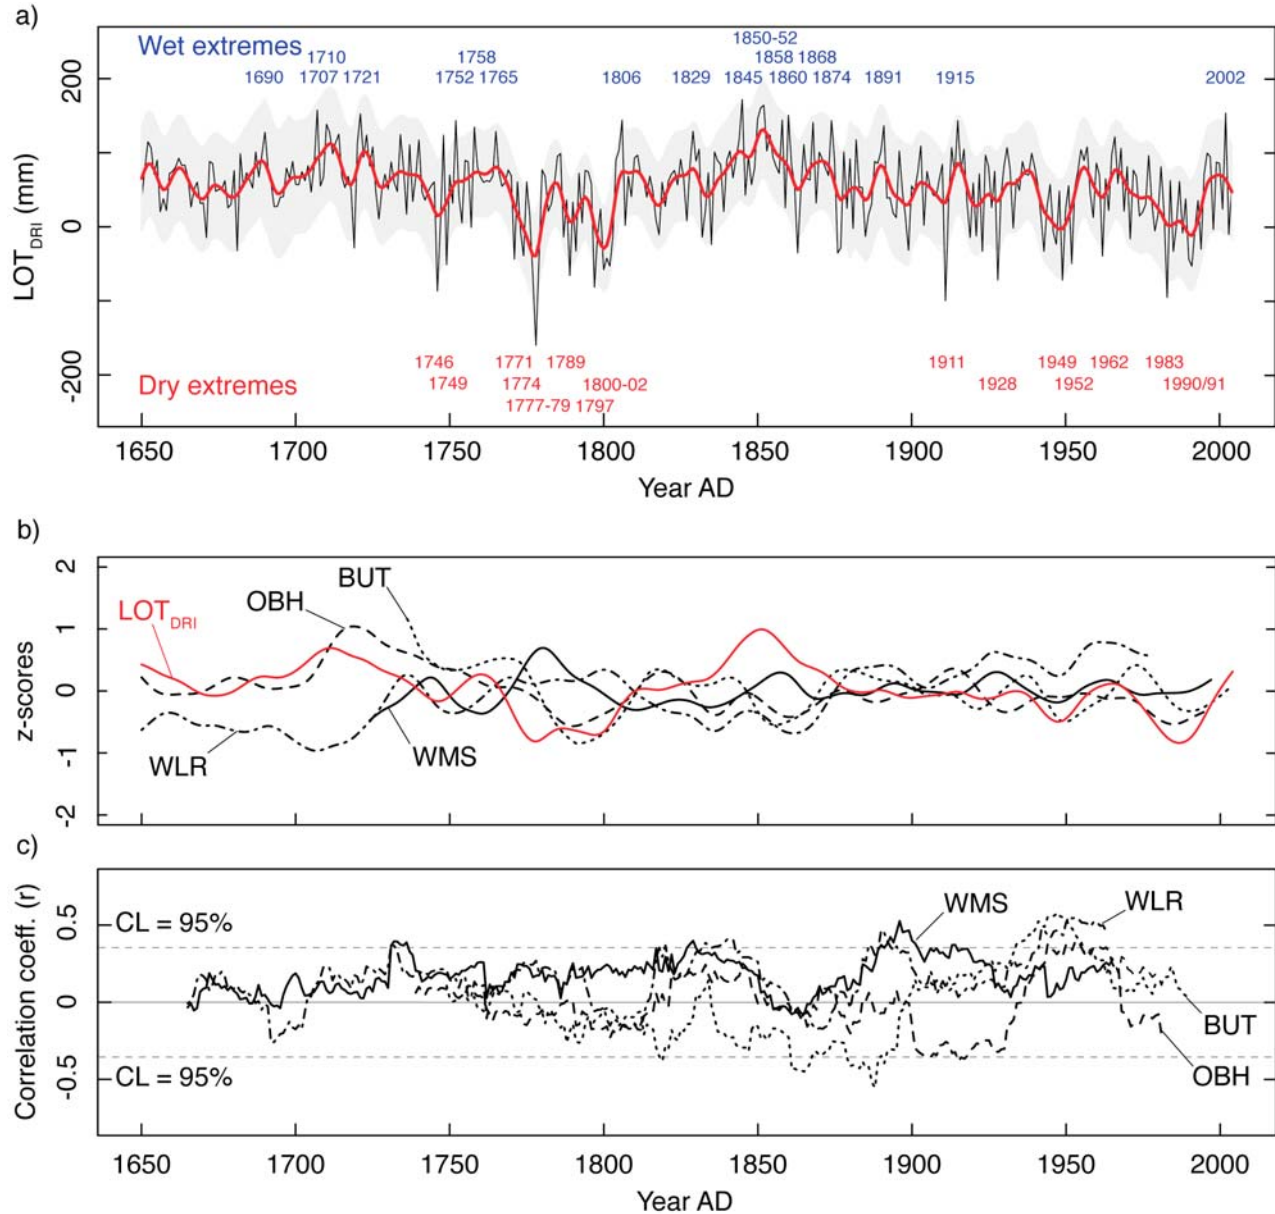 a)
Wet extremes
1850-52
1710 1758 1858 1868
1690 1707 1721 1752 1765 1806 1829 1845 1860 1874 1891 1915 2002
200
0
-200
LOT DRI (mm)
1746 1771 1789 1911 1949 1962 1983
Dry extremes 1749 1774 1800-02 1928 1952 1990/91
1777-79 1797
1650 1700 1750 1800 1850 1900 1950 2000
Year AD
b)
2
1
0
-1
-2
z-scores
BUT
OBH
LOT DRI
WLR
WMS
c)
0.5
0
-0.5
Correlation coeff. (r)
CL = 95%
WMS
WLR
CL = 95%
BUT
OBH
1650 1700 1750 1800 1850 1900 1950 2000
Year AD